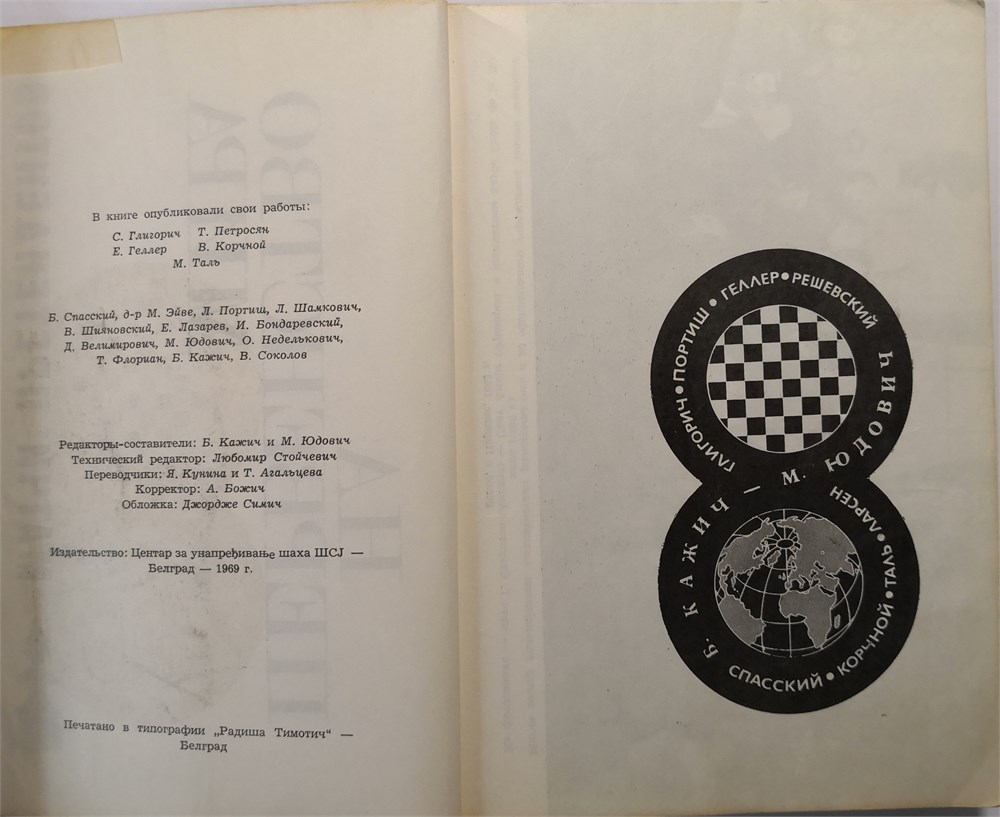 В книге опубликовали свои работы:
С. Глигорич Т. Петросян
Е. Геллер В. Корчной
М. Таль
Б. Спасский, д-р М. Эйве, Л. Портиш, Л. Шамкович,
В. Шияновский, Е. Лазарев, И. Бондаревский,
Д. Велимирович, М. Юдович, О. Неделькович,
Т. Флориан, Б. Кажич, В. Соколов
Редакторы-составители: Б. Кажич и М. Юдович
Технический редактор: Любомир Стойчевич
Переводчики: Я. Кунина и Т. Агальцева
Корректор: А. Божич
Обложка: Джордже Симич
Издательство: Центар за унапређивање шаха ШСЈ —
Белград — 1969 г.
Печатано в типографии „Радиша Тимотич“ —
Белград
ГЛИГОРИЧ • ПОРТИШ • ГЕЛЛЕР • РЕШЕВСКИЙ
Б. КАЖИЧ — М. ЮДОВИЧ
СПАССКИЙ • КОРЧНОЙ • ТАЛЬ • ЛАРСЕН